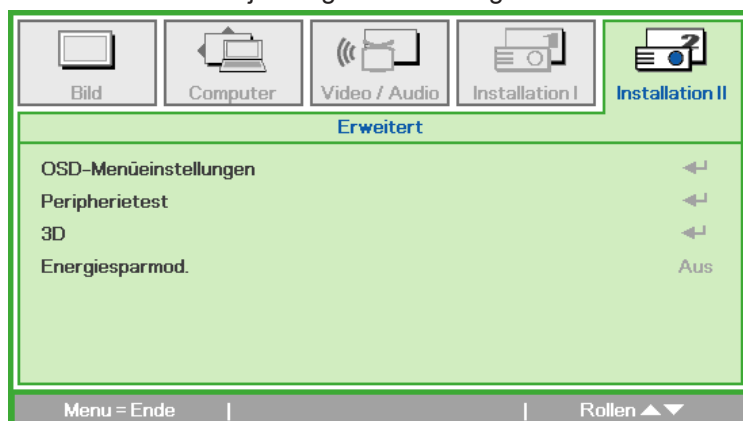 Bild
Computer
Video / Audio
Installation I
Installation II
Erweitert
OSD-Menüeinstellungen
Peripherietest
3D
Energiesparmod. Aus
Menu = Ende | | Rollen ▲▼